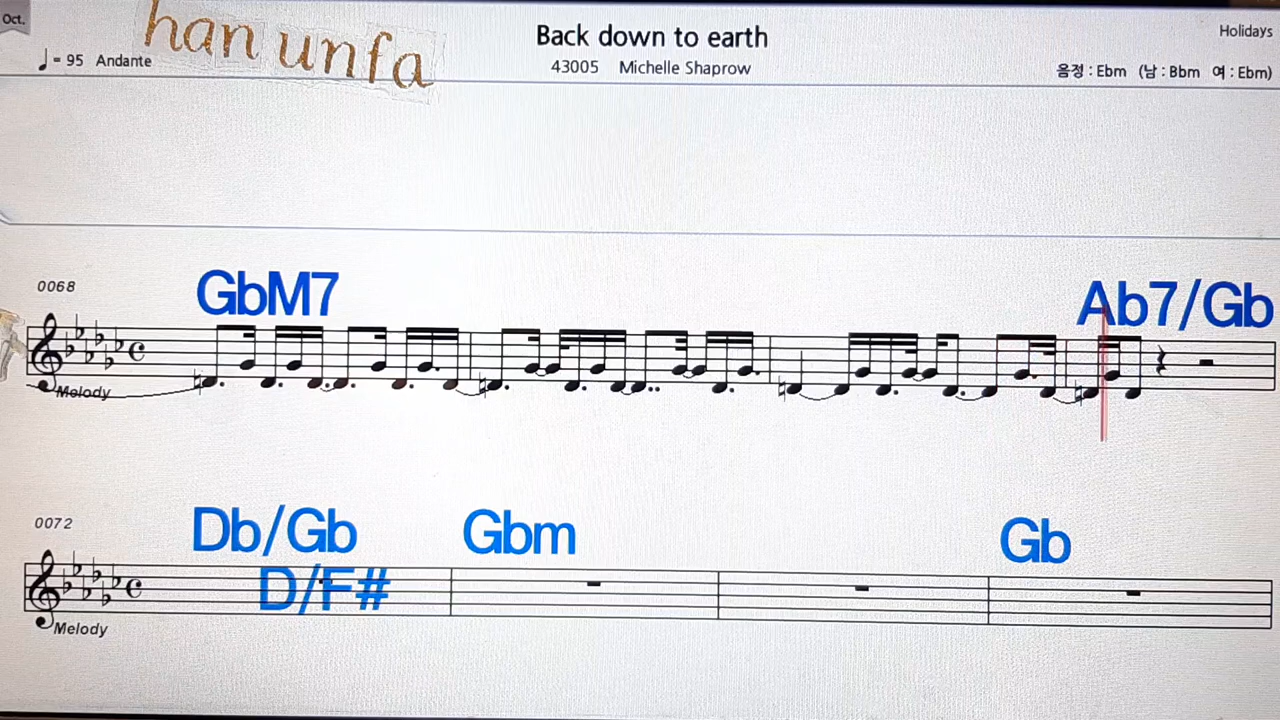 Oct.
han unfa
Back down to earth
Holidays
♩= 95 Andante
43005 Michelle Shaprow
음정 : Ebm (남 : Bbm 여 : Ebm)
0068
GbM7
Ab7/Gb
Melody
0072
Db/Gb
Gbm
Gb
D/F#
Melody